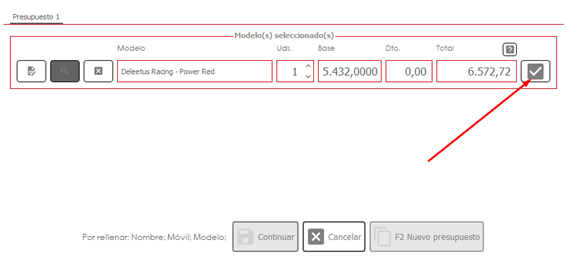 Presupuesto 1
Modelo(s) seleccionado(s)
Modelo Uds. Base Dto. Total ?
Deleetus Racing - Power Red 1 5.432,0000 0,00 6.572,72
Por rellenar: Nombre; Móvil; Modelo; Continuar Cancelar F2 Nuevo presupuesto